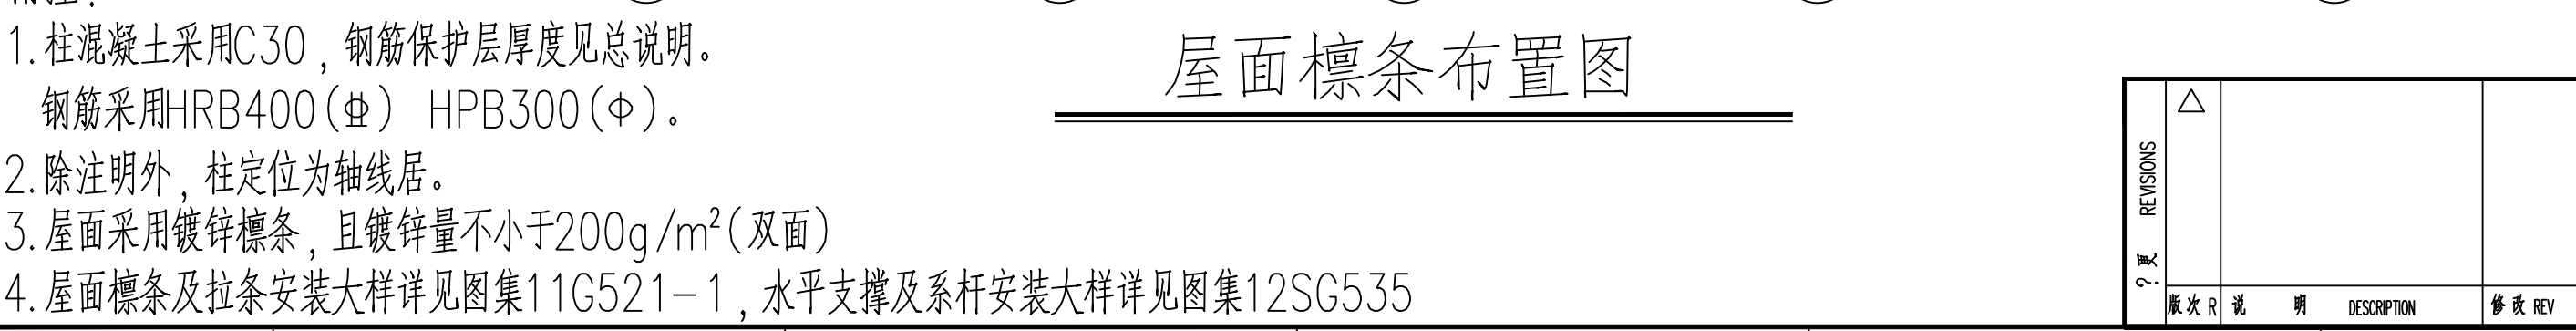 1.柱混凝土采用C30，钢筋保护层厚度见总说明。
钢筋采用HRB400(⏀) HPB300(Φ)。
2.除注明外，柱定位为轴线居。
3.屋面采用镀锌檩条，且镀锌量不小于200g/m²(双面)
4.屋面檩条及拉条安装大样详见图集11G521-1，水平支撑及系杆安装大样详见图集12SG535
屋面檩条布置图
?更 REVISIONS
版次 R 说 明 DESCRIPTION 修改 REV